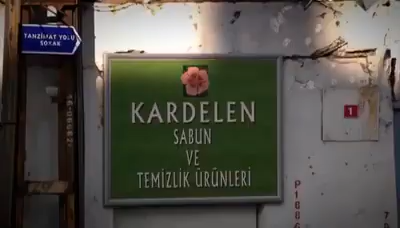 TANZİMAT YOLU
SOKAK
KARDELEN
SABUN
VE
TEMİZLİK ÜRÜNLERİ
1